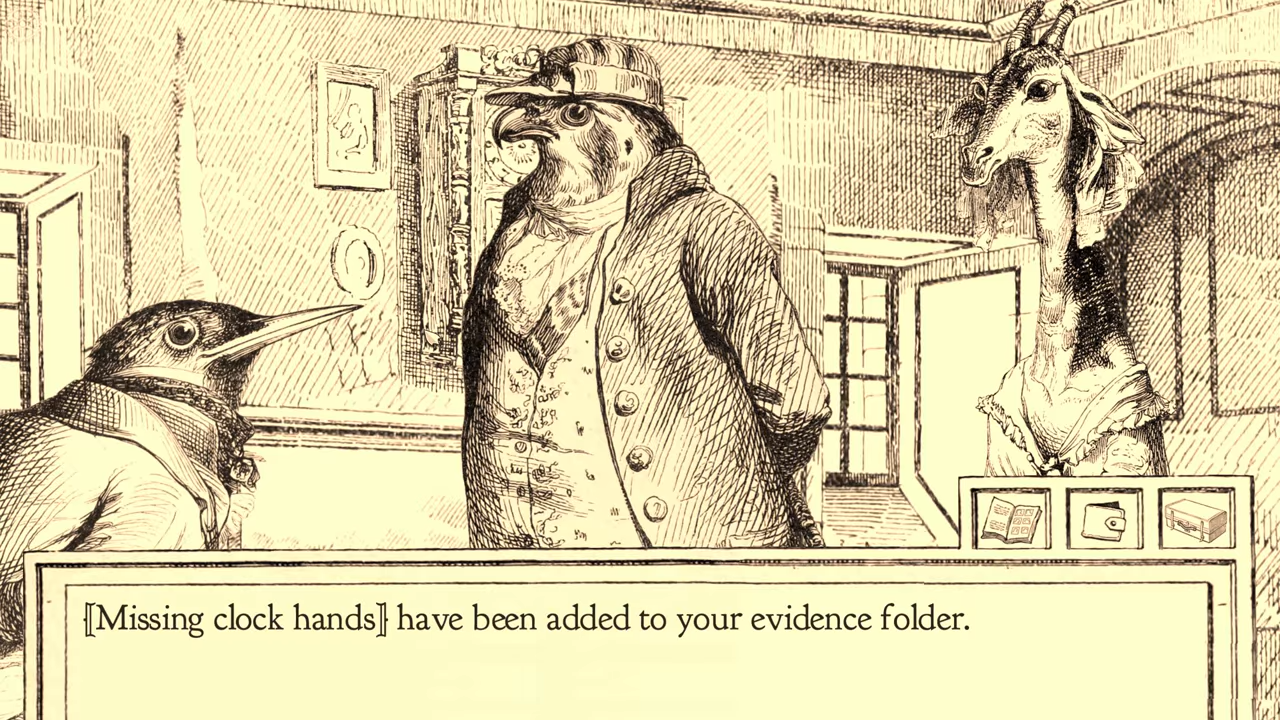 ⟦Missing clock hands⟧ have been added to your evidence folder.